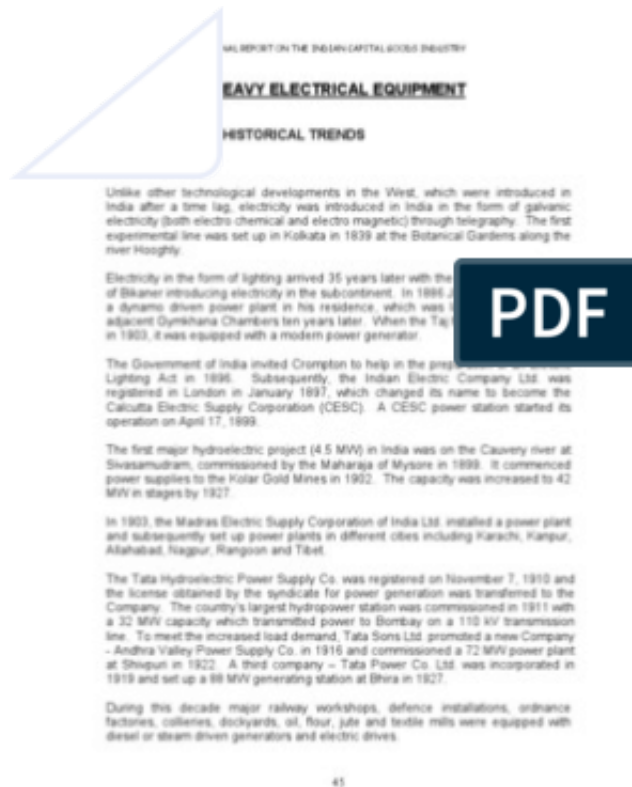 NAL REPORT ON THE INDIAN CAPITAL GOODS INDUSTRY
EAVY ELECTRICAL EQUIPMENT
HISTORICAL TRENDS
Unlike other technological developments in the West, which were introduced in
India after a time lag, electricity was introduced in India in the form of galvanic
electricity (both electro chemical and electro magnetic) through telegraphy. The first
experimental line was set up in Kolkata in 1839 at the Botanical Gardens along the
river Hooghly.
Electricity in the form of lighting arrived 35 years later with the
of Bikaner introducing electricity in the subcontinent. In 1886 J
a dynamo driven power plant in his residence, which was
adjacent Gymkhana Chambers ten years later. When the Taj
in 1903, it was equipped with a modern power generator.
PDF
The Government of India invited Crompton to help in the
Lighting Act in 1896. Subsequently, the Indian Electric Company Ltd. was
registered in London in January 1897, which changed its name to become the
Calcutta Electric Supply Corporation (CESC). A CESC power station started its
operation on April 17, 1899.
The first major hydroelectric project (4.5 MW) in India was on the Cauvery river at
Sivasamudram, commissioned by the Maharaja of Mysore in 1899. It commenced
power supplies to the Kolar Gold Mines in 1902. The capacity was increased to 42
MW in stages by 1927.
In 1903, the Madras Electric Supply Corporation of India Ltd. installed a power plant
and subsequently set up power plants in different cities including Karachi, Kanpur,
Allahabad, Nagpur, Rangoon and Tibet.
The Tata Hydroelectric Power Supply Co. was registered on November 7, 1910 and
the license obtained by the syndicate for power generation was transferred to the
Company. The country's largest hydropower station was commissioned in 1911 with
a 32 MW capacity which transmitted power to Bombay on a 110 kV transmission
line. To meet the increased load demand, Tata Sons Ltd. promoted a new Company
- Andhra Valley Power Supply Co. in 1916 and commissioned a 72 MW power plant
at Shivpuri in 1922. A third company – Tata Power Co. Ltd. was incorporated in
1919 and set up a 88 MW generating station at Bhira in 1927.
During this decade major railway workshops, defence installations, ordnance
factories, collieries, dockyards, oil, flour, jute and textile mills were equipped with
diesel or steam driven generators and electric drives.
45